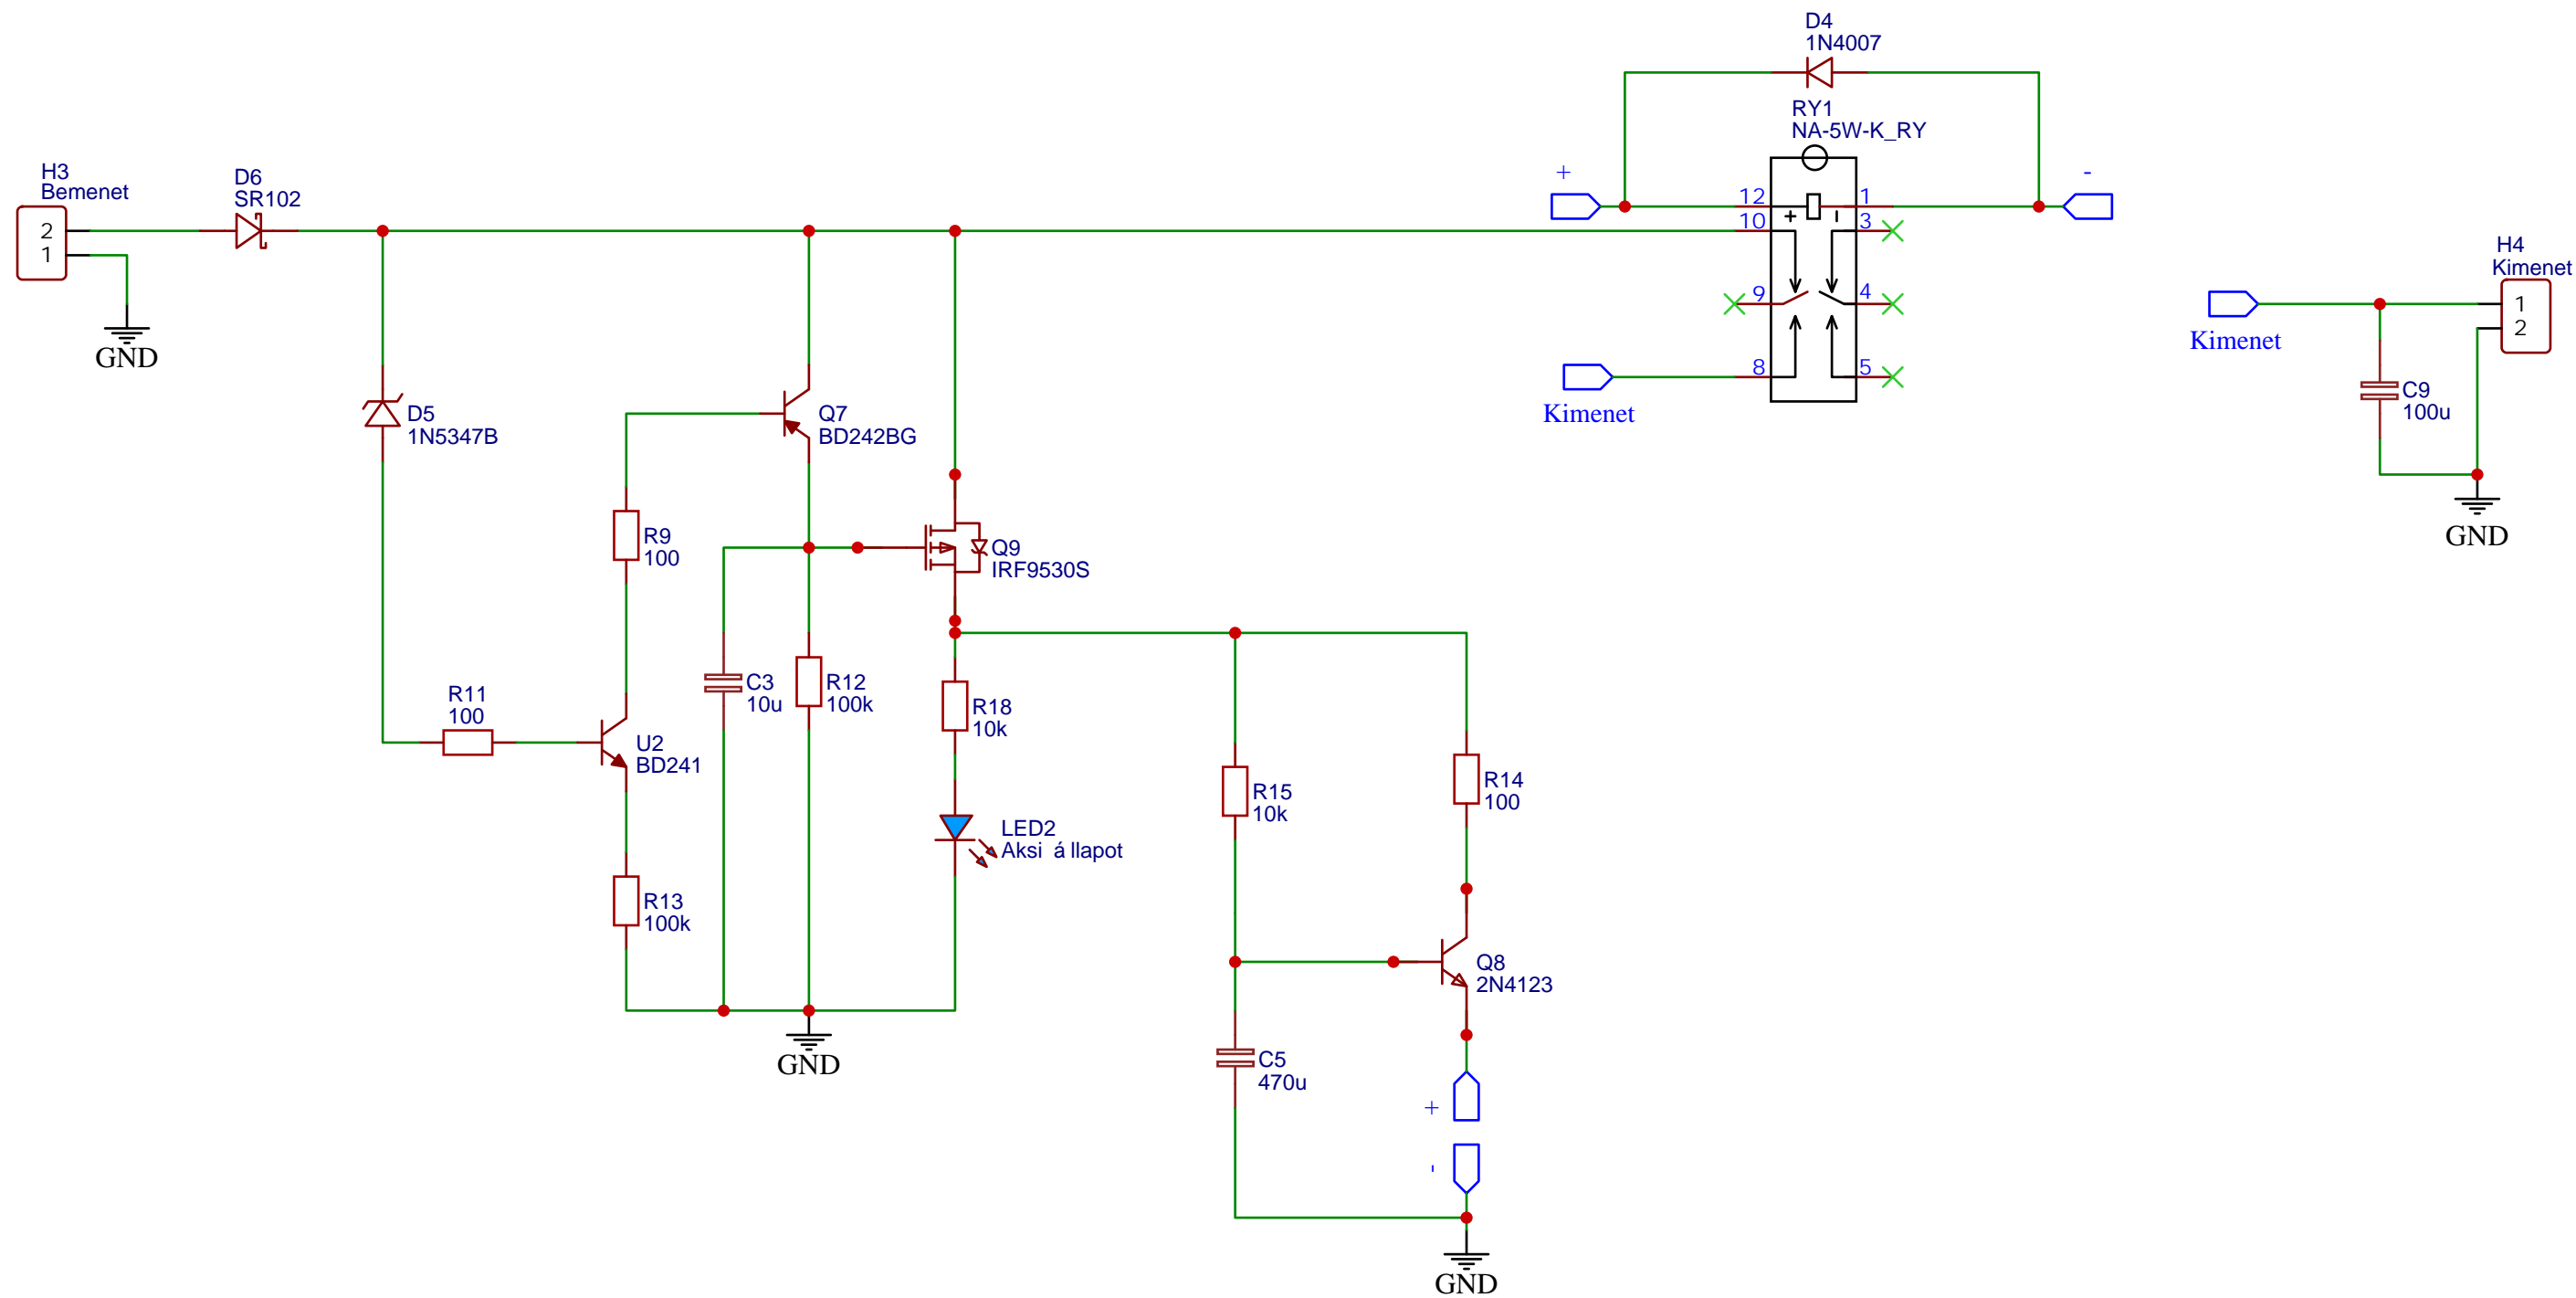 D4
1N4007
RY1
NA-5W-K_RY
H3
Bemenet
2
1
GND
D6
SR102
+
-
12
10
9
8
1
3
4
5
+
Kimenet
H4
Kimenet
1
2
Kimenet
C9
100u
GND
D5
1N5347B
Q7
BD242BG
R9
100
Q9
IRF9530S
C3
10u
R12
100k
R18
10k
R11
100
U2
BD241
R15
10k
R14
100
LED2
Aksi á llapot
R13
100k
Q8
2N4123
GND
C5
470u
+
-
GND